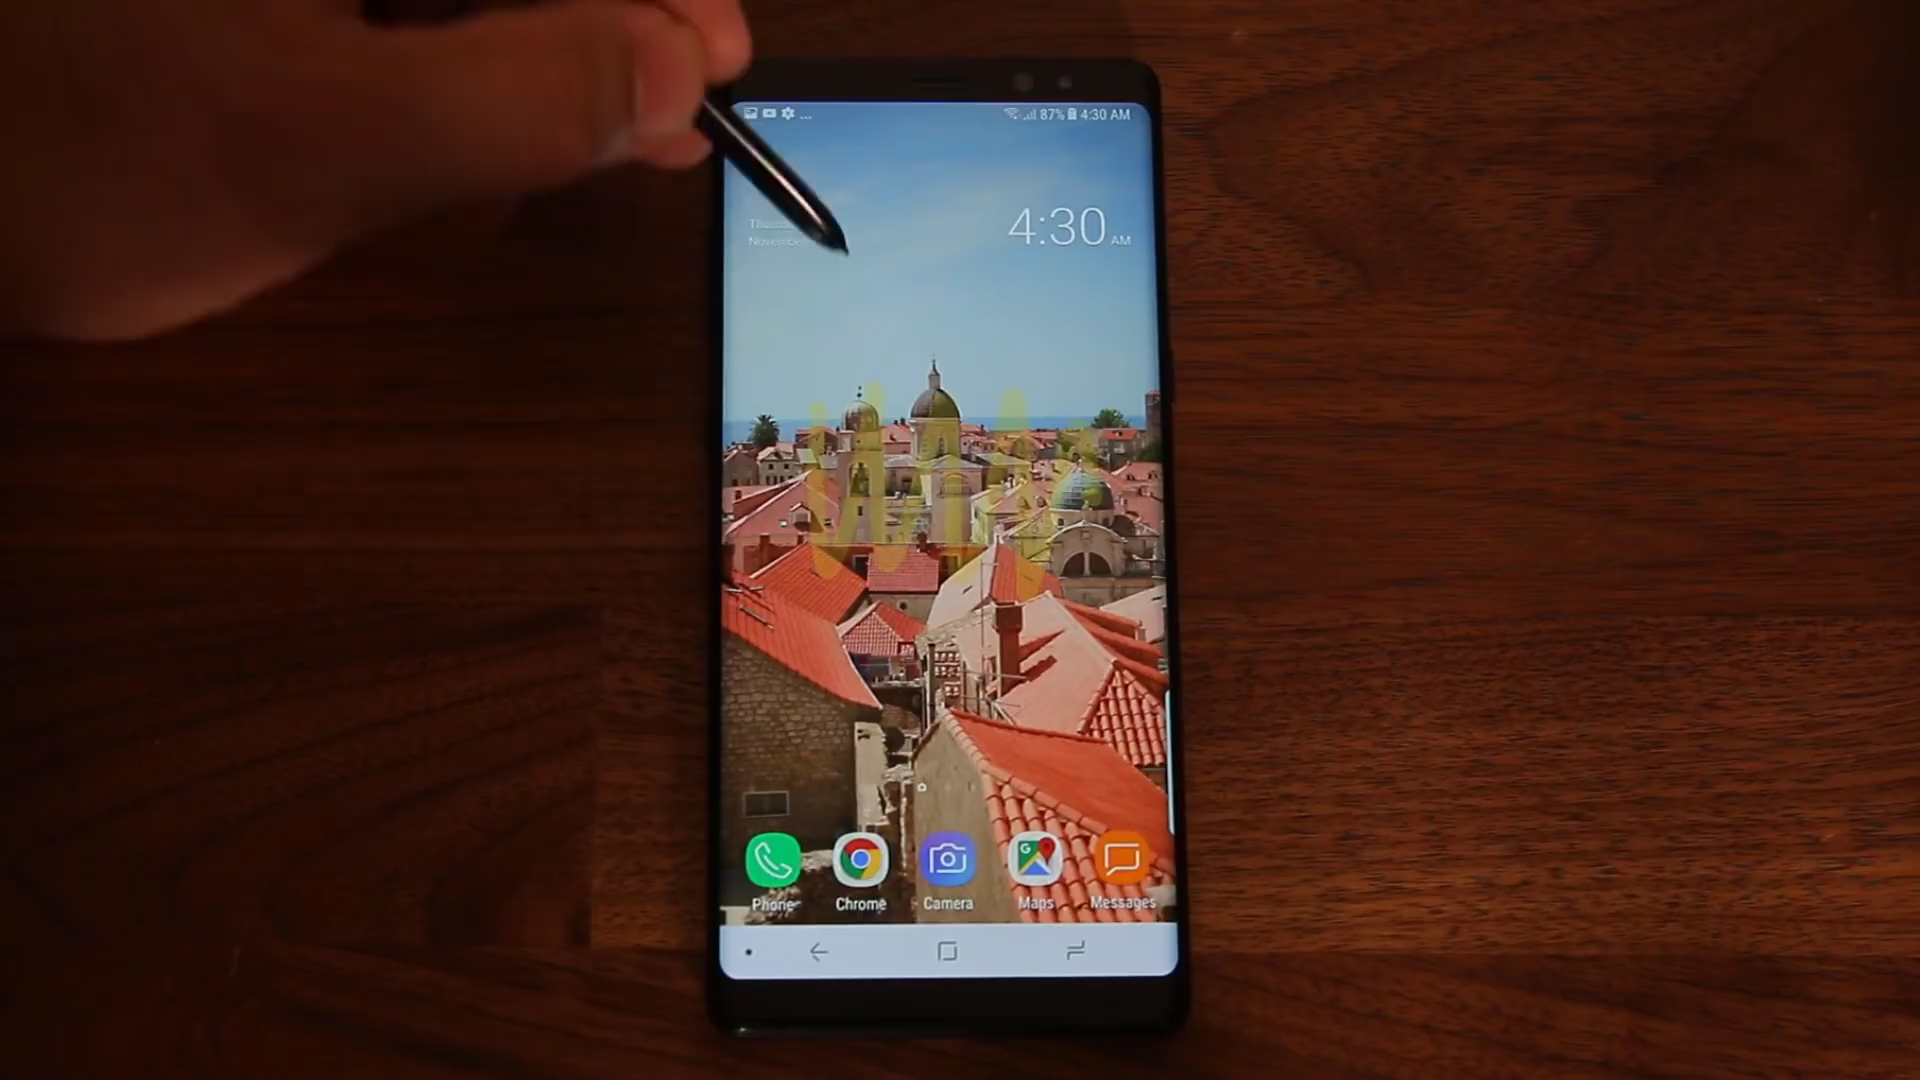 ... 87% 4:30 AM
4:30 AM
G
Phone
Chrome
Camera
Maps
Messages